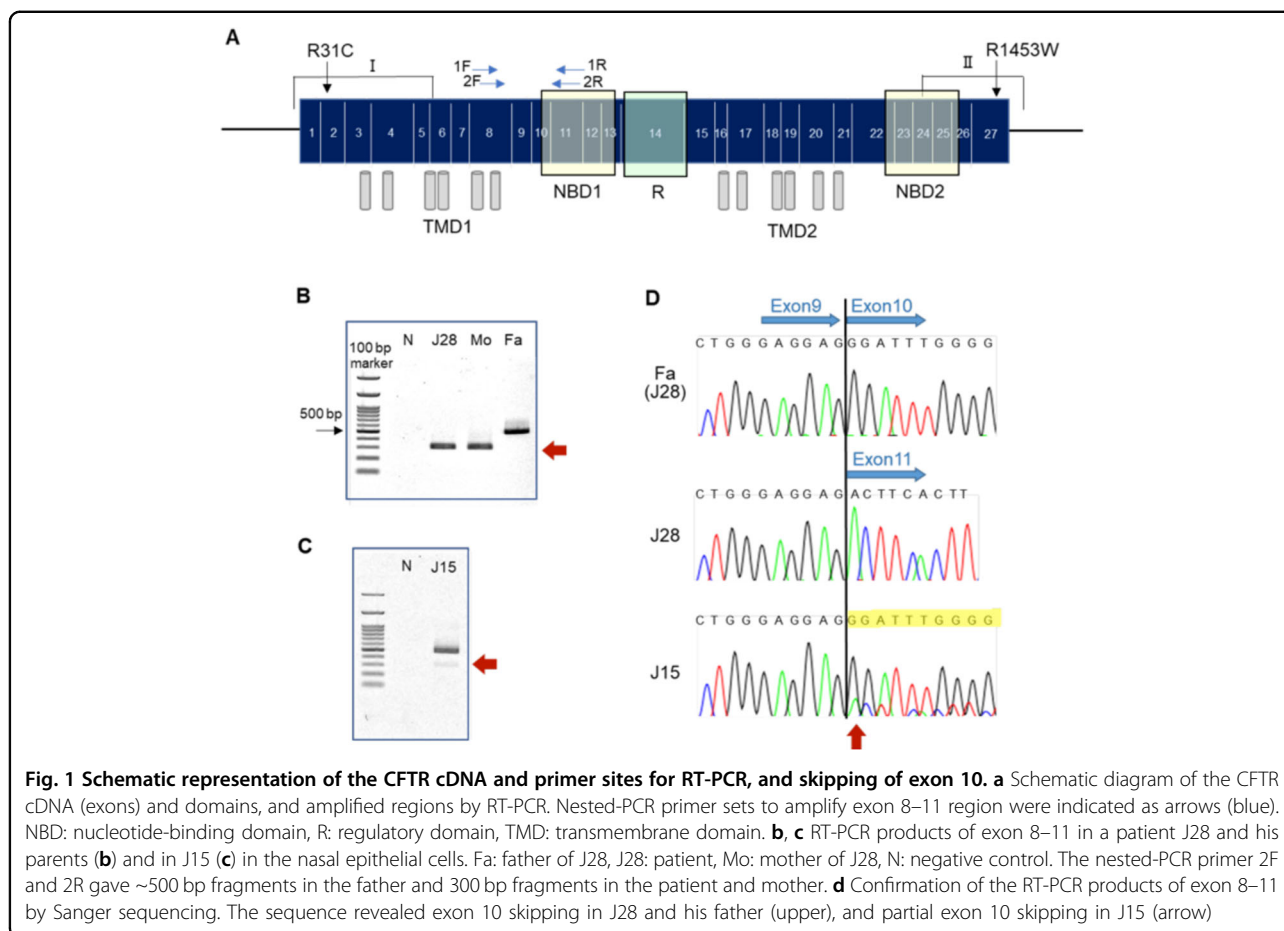 A
R31C
R1453W
I
II
1F
1R
2F
2R
1 2 3 4 5 6 7 8 9 10 11 12 13 14 15 16 17 18 19 20 21 22 23 24 25 26 27
NBD1
R
NBD2
TMD1
TMD2
B
N J28 Mo Fa
100 bp
marker
500 bp
C
N J15
D
Exon9 Exon10
C T G G G A G G A G G G A T T T G G G G
Fa
(J28)
Exon11
C T G G G A G G A G A C T T C A C T T
J28
C T G G G A G G A G G G A T T T G G G G
J15
Fig. 1 Schematic representation of the CFTR cDNA and primer sites for RT-PCR, and skipping of exon 10. a Schematic diagram of the CFTR
cDNA (exons) and domains, and amplified regions by RT-PCR. Nested-PCR primer sets to amplify exon 8–11 region were indicated as arrows (blue).
NBD: nucleotide-binding domain, R: regulatory domain, TMD: transmembrane domain. b, c RT-PCR products of exon 8–11 in a patient J28 and his
parents (b) and in J15 (c) in the nasal epithelial cells. Fa: father of J28, J28: patient, Mo: mother of J28, N: negative control. The nested-PCR primer 2F
and 2R gave ~500 bp fragments in the father and 300 bp fragments in the patient and mother. d Confirmation of the RT-PCR products of exon 8–11
by Sanger sequencing. The sequence revealed exon 10 skipping in J28 and his father (upper), and partial exon 10 skipping in J15 (arrow)